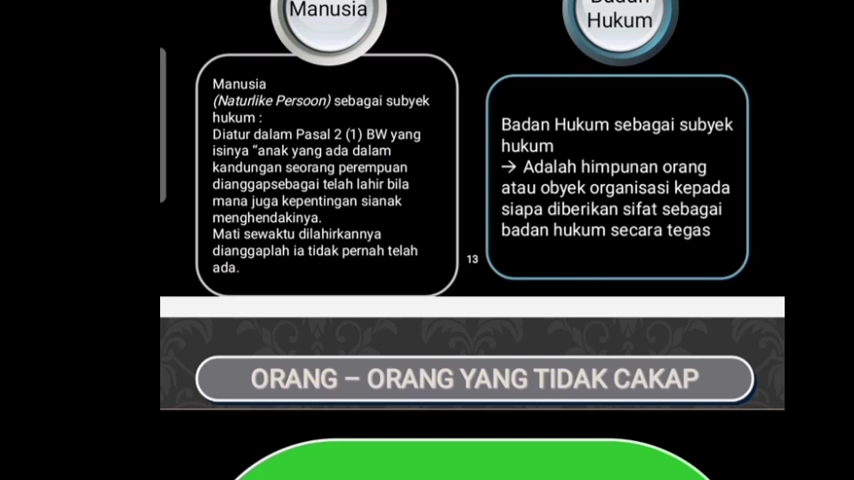 Manusia
Badan
Hukum
Manusia
(Naturlike Persoon) sebagai subyek
hukum :
Diatur dalam Pasal 2 (1) BW yang
isinya “anak yang ada dalam
kandungan seorang perempuan
dianggapsebagai telah lahir bila
mana juga kepentingan sianak
menghendakinya.
Mati sewaktu dilahirkannya
dianggaplah ia tidak pernah telah
ada.
Badan Hukum sebagai subyek
hukum
→ Adalah himpunan orang
atau obyek organisasi kepada
siapa diberikan sifat sebagai
badan hukum secara tegas
13
ORANG – ORANG YANG TIDAK CAKAP